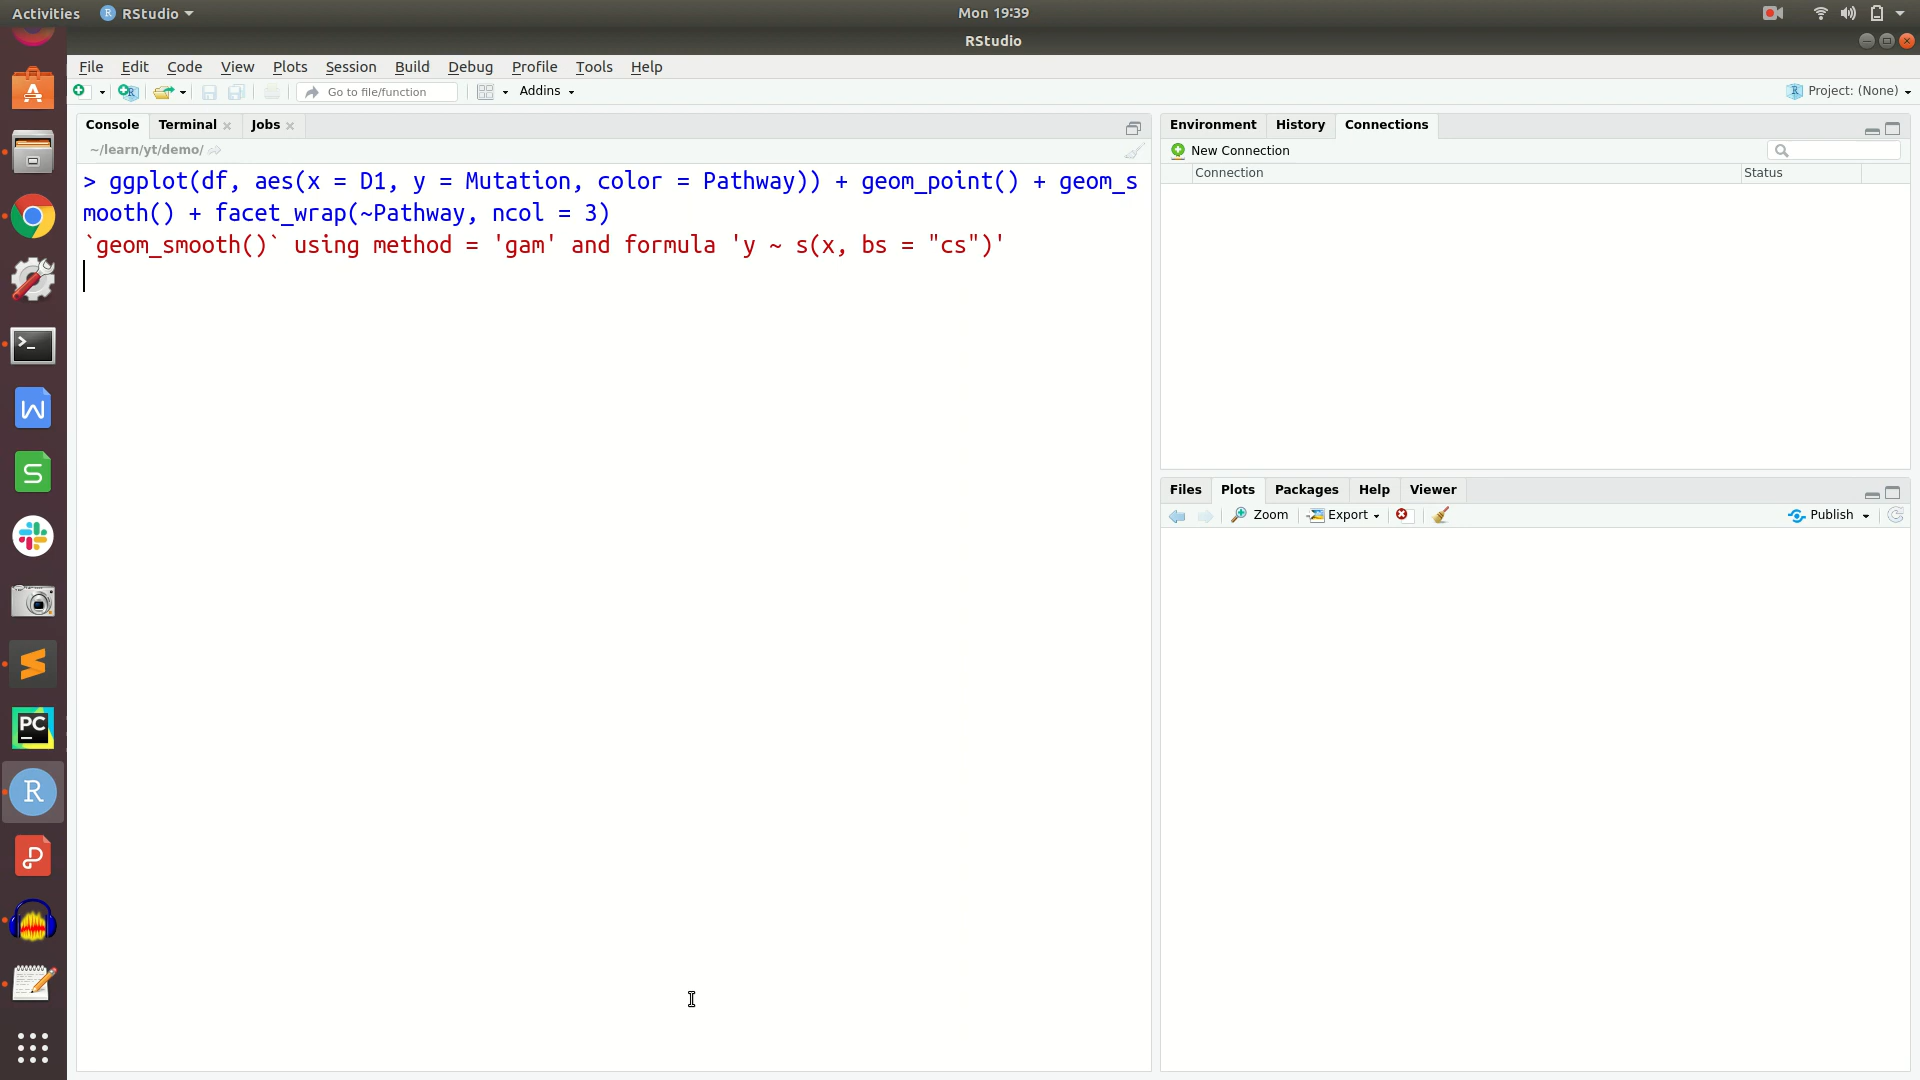 Activities RStudio Mon 19:39
RStudio
File Edit Code View Plots Session Build Debug Profile Tools Help
Go to file/function Addins Project: (None)
Console Terminal Jobs
~/learn/yt/demo/
> ggplot(df, aes(x = D1, y = Mutation, color = Pathway)) + geom_point() + geom_s
mooth() + facet_wrap(~Pathway, ncol = 3)
`geom_smooth()` using method = 'gam' and formula 'y ~ s(x, bs = "cs")'
Environment History Connections
New Connection
Connection Status
Files Plots Packages Help Viewer
Zoom Export Publish
A
>_
W
S
PC
R
P